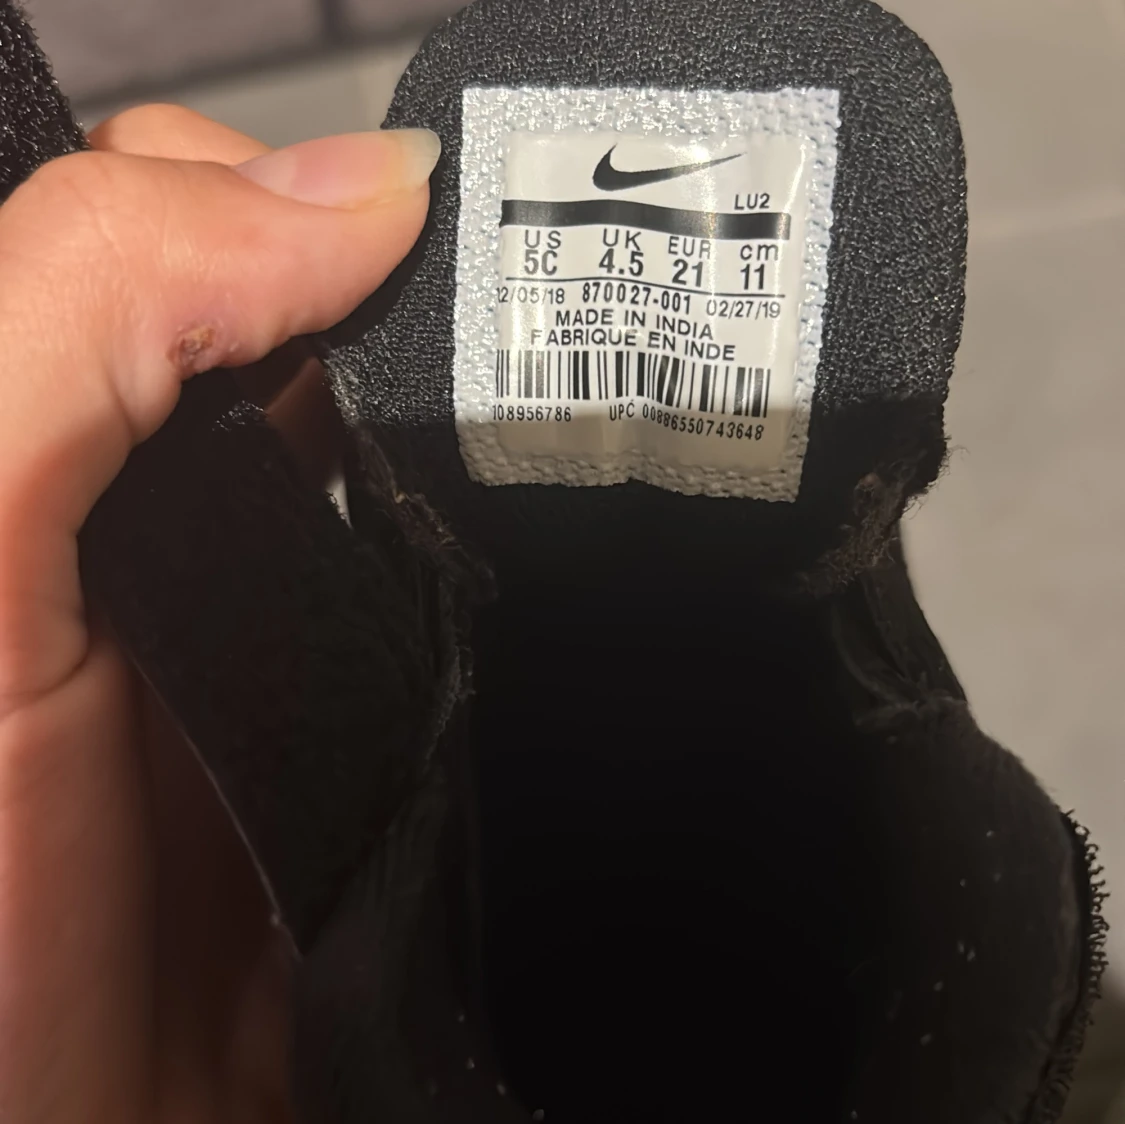 LU2
US UK EUR cm
5C 4.5 21 11
12/05/18 870027-001 02/27/19
MADE IN INDIA
FABRIQUE EN INDE
108956786 UPC 00886550743648